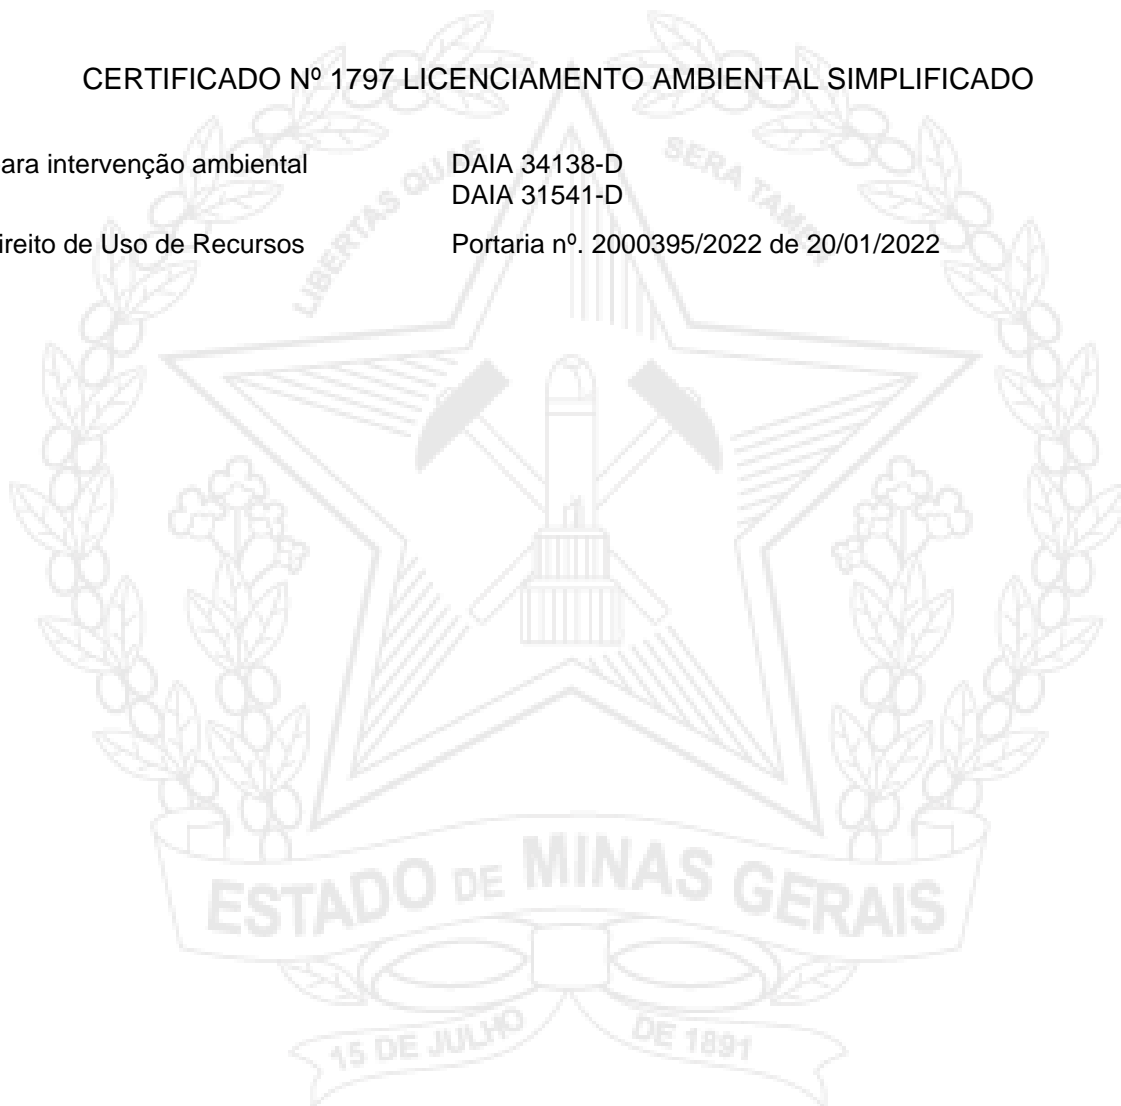 CERTIFICADO Nº 1797 LICENCIAMENTO AMBIENTAL SIMPLIFICADO
ara intervenção ambiental DAIA 34138-D
DAIA 31541-D
ireito de Uso de Recursos Portaria nº. 2000395/2022 de 20/01/2022
LIBERTAS QUÆ SERA TAMEN
ESTADO DE MINAS GERAIS
15 DE JULHO DE 1891